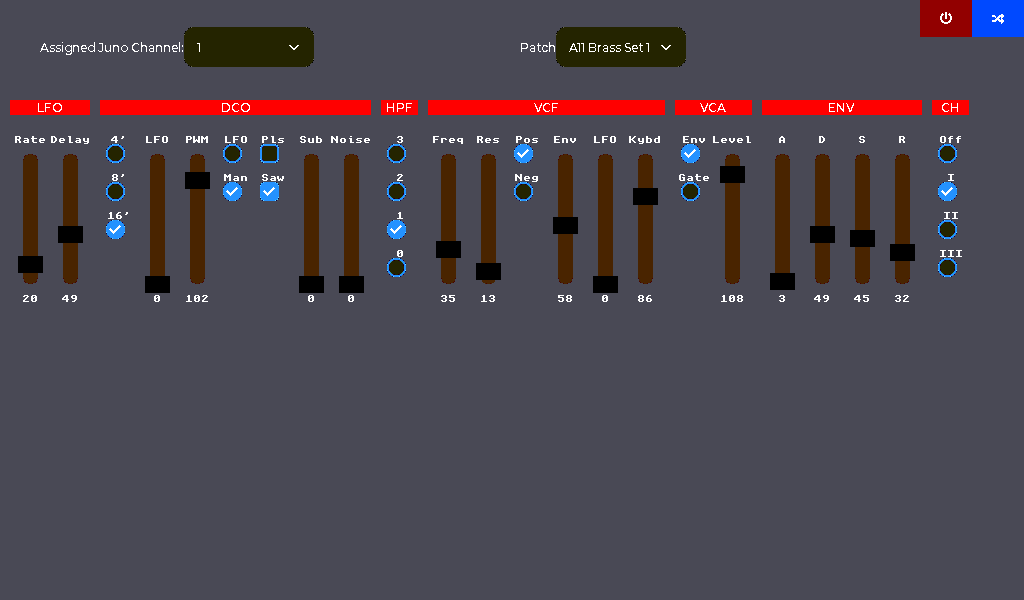 Assigned Juno Channel: 1
Patch A11 Brass Set 1
LFO DCO HPF VCF VCA ENV CH
Rate Delay 4’ LFO PWM LFO Pls Sub Noise 3 Freq Res Pos Env LFO Kybd Env Level A D S R Off
8’ Man Saw 2 Neg Gate I
16’ 1 II
0 III
20 49 0 102 0 0 35 13 58 0 86 108 3 49 45 32